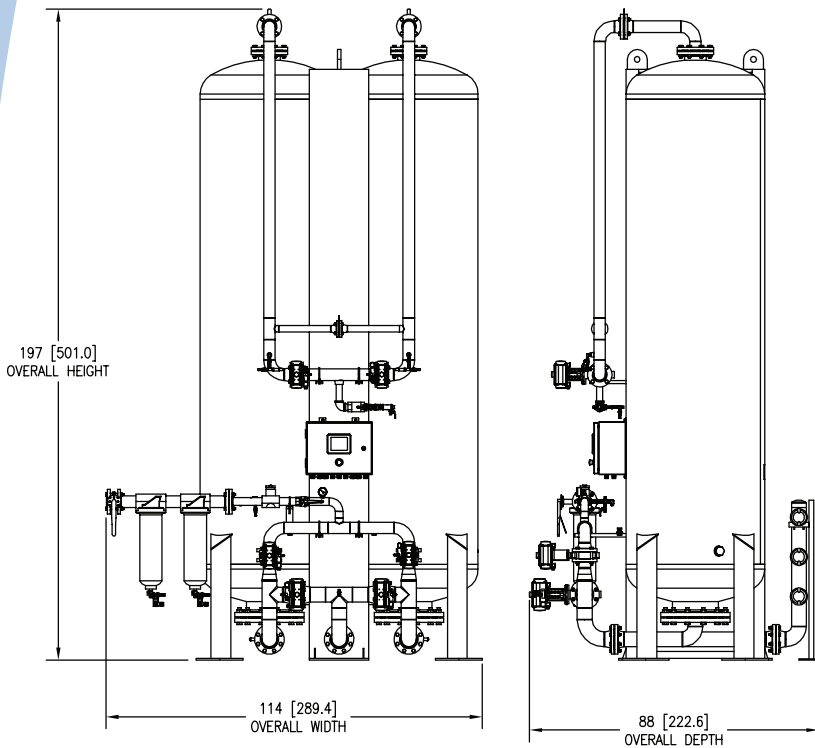 197 [501.0]
OVERALL HEIGHT
114 [289.4]
OVERALL WIDTH
88 [222.6]
OVERALL DEPTH